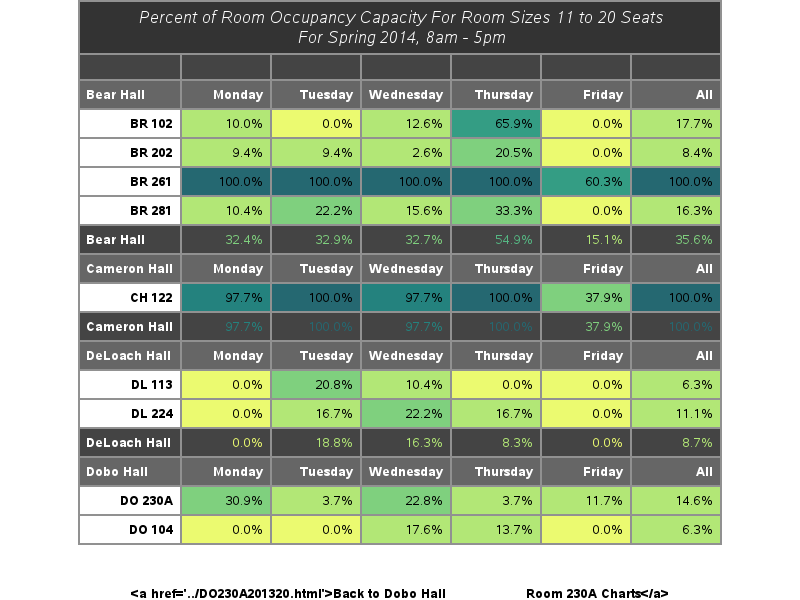 Percent of Room Occupancy Capacity For Room Sizes 11 to 20 Seats
For Spring 2014, 8am - 5pm
Bear Hall Monday Tuesday Wednesday Thursday Friday All
BR 102 10.0% 0.0% 12.6% 65.9% 0.0% 17.7%
BR 202 9.4% 9.4% 2.6% 20.5% 0.0% 8.4%
BR 261 100.0% 100.0% 100.0% 100.0% 60.3% 100.0%
BR 281 10.4% 22.2% 15.6% 33.3% 0.0% 16.3%
Bear Hall 32.4% 32.9% 32.7% 54.9% 15.1% 35.6%
Cameron Hall Monday Tuesday Wednesday Thursday Friday All
CH 122 97.7% 100.0% 97.7% 100.0% 37.9% 100.0%
Cameron Hall 97.7% 100.0% 97.7% 100.0% 37.9% 100.0%
DeLoach Hall Monday Tuesday Wednesday Thursday Friday All
DL 113 0.0% 20.8% 10.4% 0.0% 0.0% 6.3%
DL 224 0.0% 16.7% 22.2% 16.7% 0.0% 11.1%
DeLoach Hall 0.0% 18.8% 16.3% 8.3% 0.0% 8.7%
Dobo Hall Monday Tuesday Wednesday Thursday Friday All
DO 230A 30.9% 3.7% 22.8% 3.7% 11.7% 14.6%
DO 104 0.0% 0.0% 17.6% 13.7% 0.0% 6.3%
<a href='../DO230A201320.html'>Back to Dobo Hall Room 230A Charts</a>